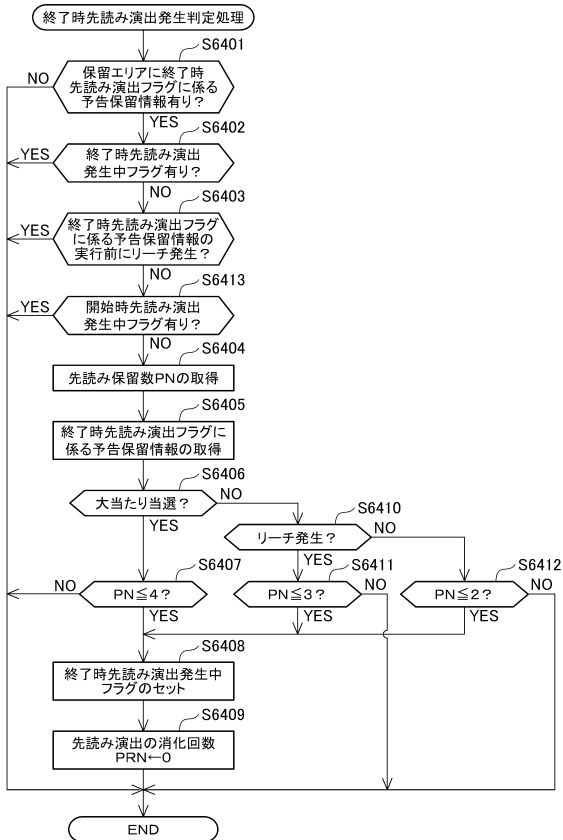 終了時先読み演出発生判定処理
S6401
保留エリアに終了時
先読み演出フラグに係る
予告保留情報有り？
NO
YES
S6402
終了時先読み演出
発生中フラグ有り？
YES
NO
S6403
終了時先読み演出フラグ
に係る予告保留情報の
実行前にリーチ発生？
YES
NO
S6413
開始時先読み演出
発生中フラグ有り？
YES
NO
S6404
先読み保留数PNの取得
S6405
終了時先読み演出フラグに
係る予告保留情報の取得
S6406
大当たり当選？
NO
YES
S6410
リーチ発生？
NO
YES
S6407
PN≦4？
NO
YES
S6411
PN≦3？
NO
YES
S6412
PN≦2？
NO
YES
S6408
終了時先読み演出発生中
フラグのセット
S6409
先読み演出の消化回数
PRN←0
END